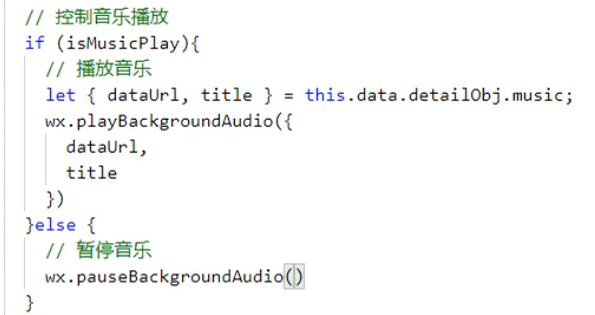 // 控制音乐播放
if (isMusicPlay){
// 播放音乐
let { dataUrl, title } = this.data.detailObj.music;
wx.playBackgroundAudio({
dataUrl,
title
})
}else {
// 暂停音乐
wx.pauseBackgroundAudio()
}